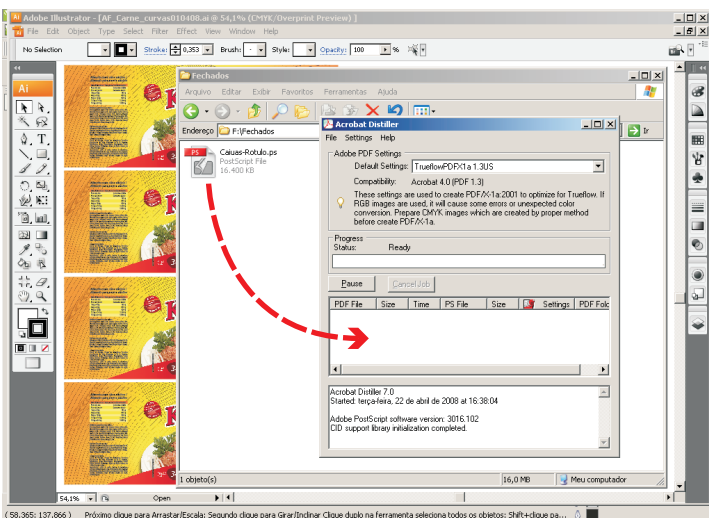 Adobe Illustrator - [AF_Carne_curvas010408.ai @ 54,1% (CMYK/Overprint Preview) ]
File Edit Object Type Select Filter Effect View Window Help
No Selection Stroke: 0,353 Brush: Style: Opacity: 100 %
Ai
Fechados
Arquivo Editar Exibir Favoritos Ferramentas Ajuda
Endereço F:\Fechados Ir
PS
Caiuas-Rotulo.ps
PostScript File
16.400 KB
Acrobat Distiller
File Settings Help
Adobe PDF Settings
Default Settings: TrueflowPDFX1a 1.3US
Compatibility: Acrobat 4.0 (PDF 1.3)
These settings are used to create PDF/X-1a:2001 to optimize for Trueflow. If
RGB images are used, it will cause some errors or unexpected color
conversion. Prepare CMYK images which are created by proper method
before create PDF/X-1a.
Progress
Status: Ready
Pause Cancel Job
PDF File Size Time PS File Size Settings PDF Fold
Acrobat Distiller 7.0
Started: terça-feira, 22 de abril de 2008 at 16:38:04
Adobe PostScript software version: 3016.102
CID support library initialization completed.
1 objeto(s) 16,0 MB Meu computador
54,1% Open
( 58.365; 137.866 ) Próximo clique para Arrastar/Escala; Segundo clique para Girar/Inclinar Clique duplo na ferramenta seleciona todos os objetos; Shift+clique pa...